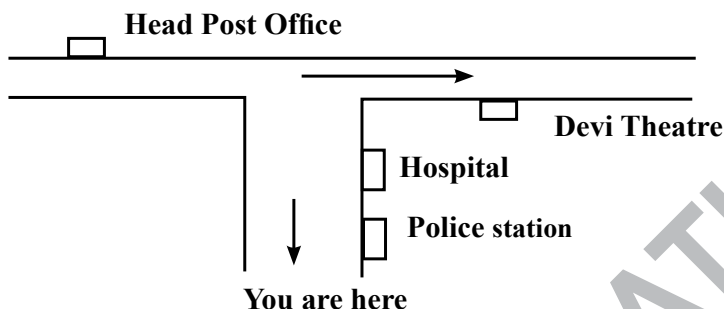 Head Post Office
Devi Theatre
Hospital
Police station
You are here